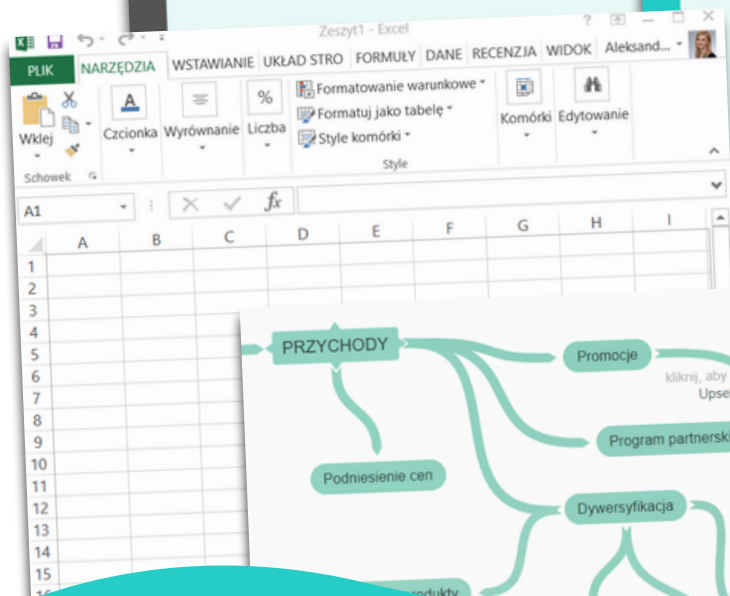 Zeszyt1 - Excel
PLIK NARZĘDZIA WSTAWIANIE UKŁAD STRO FORMUŁY DANE RECENZJA WIDOK Aleksand...
Wklej
Schowek
Czcionka
Wyrównanie
Liczba
%
Formatowanie warunkowe
Formatuj jako tabelę
Style komórki
Style
Komórki
Edytowanie
A1
fx
A B C D E F G H I
1
2
3
4
5
6
7
8
9
10
11
12
13
14
15
PRZYCHODY
Promocje
kliknij, aby
Upse
Program partnerski
Podniesienie cen
Dywersyfikacja